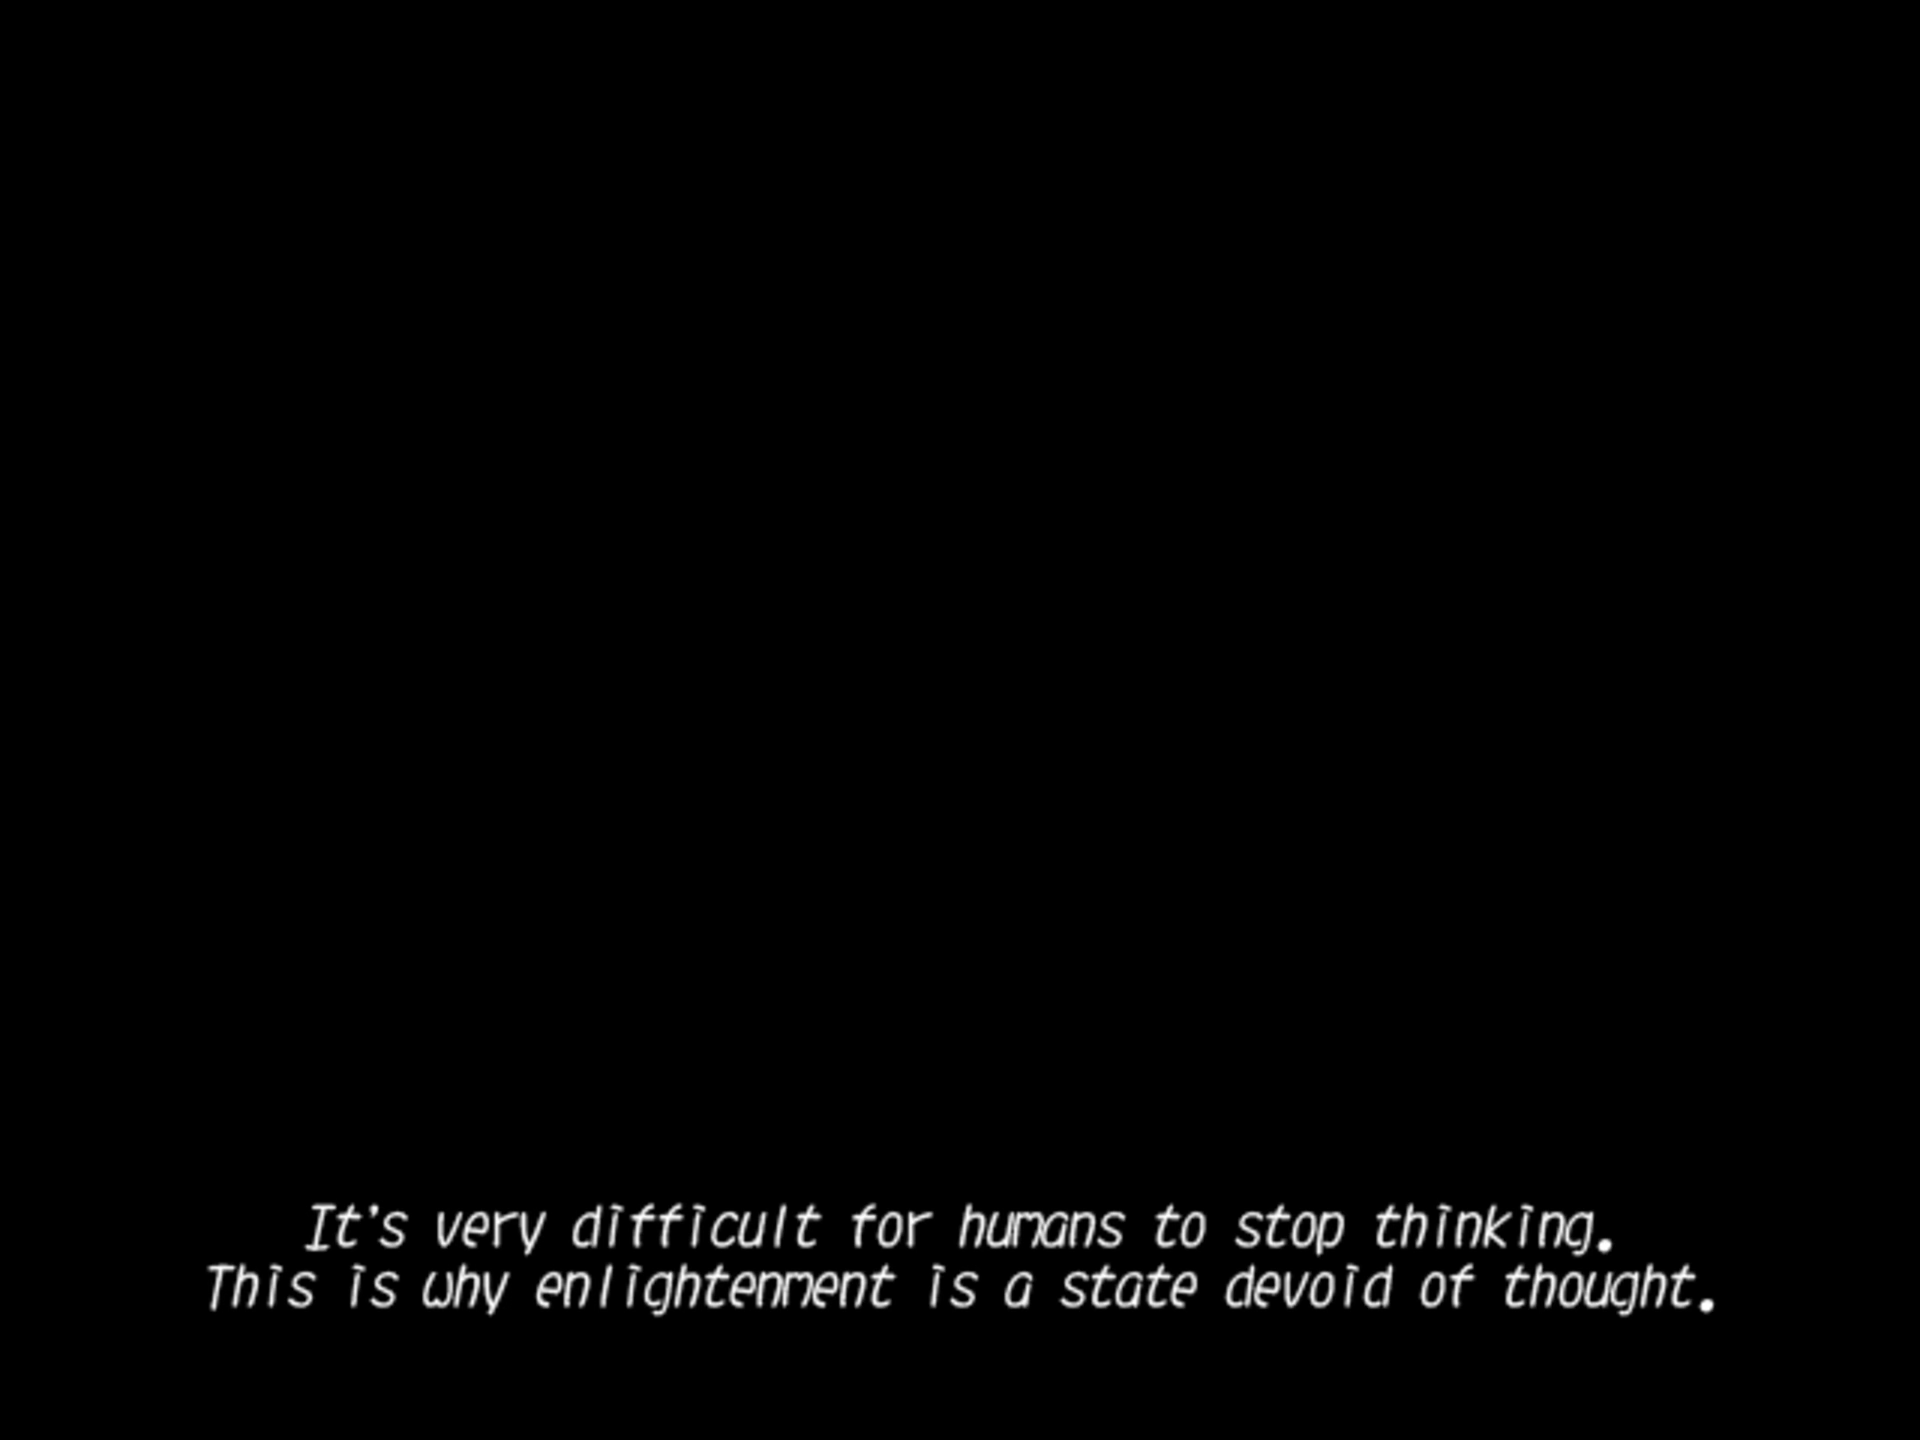 It's very difficult for humans to stop thinking.
This is why enlightenment is a state devoid of thought.